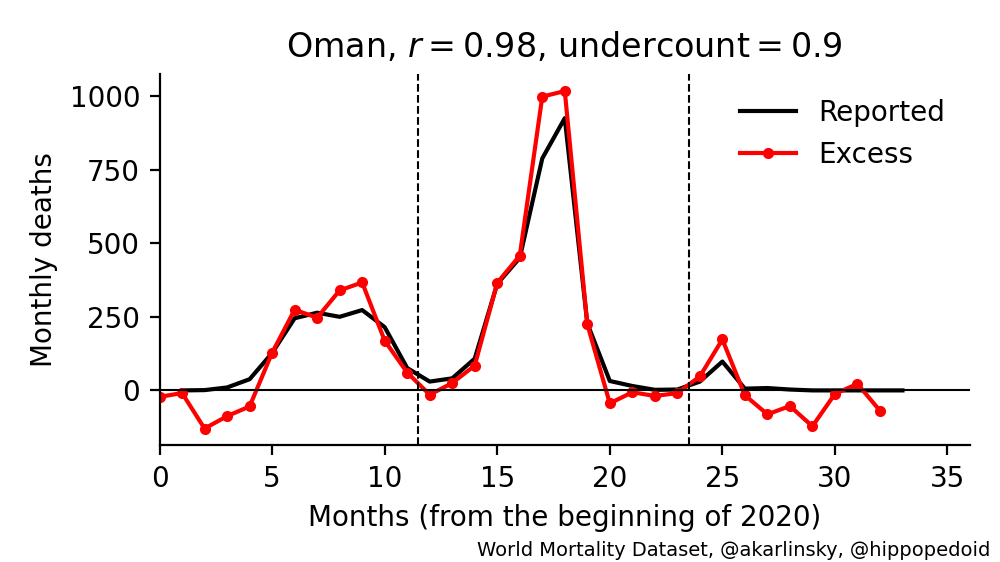 Oman, r = 0.98, undercount = 0.9
Monthly deaths
1000
750
500
250
0
Reported
Excess
0 5 10 15 20 25 30 35
Months (from the beginning of 2020)
World Mortality Dataset, @akarlinsky, @hippopedoid